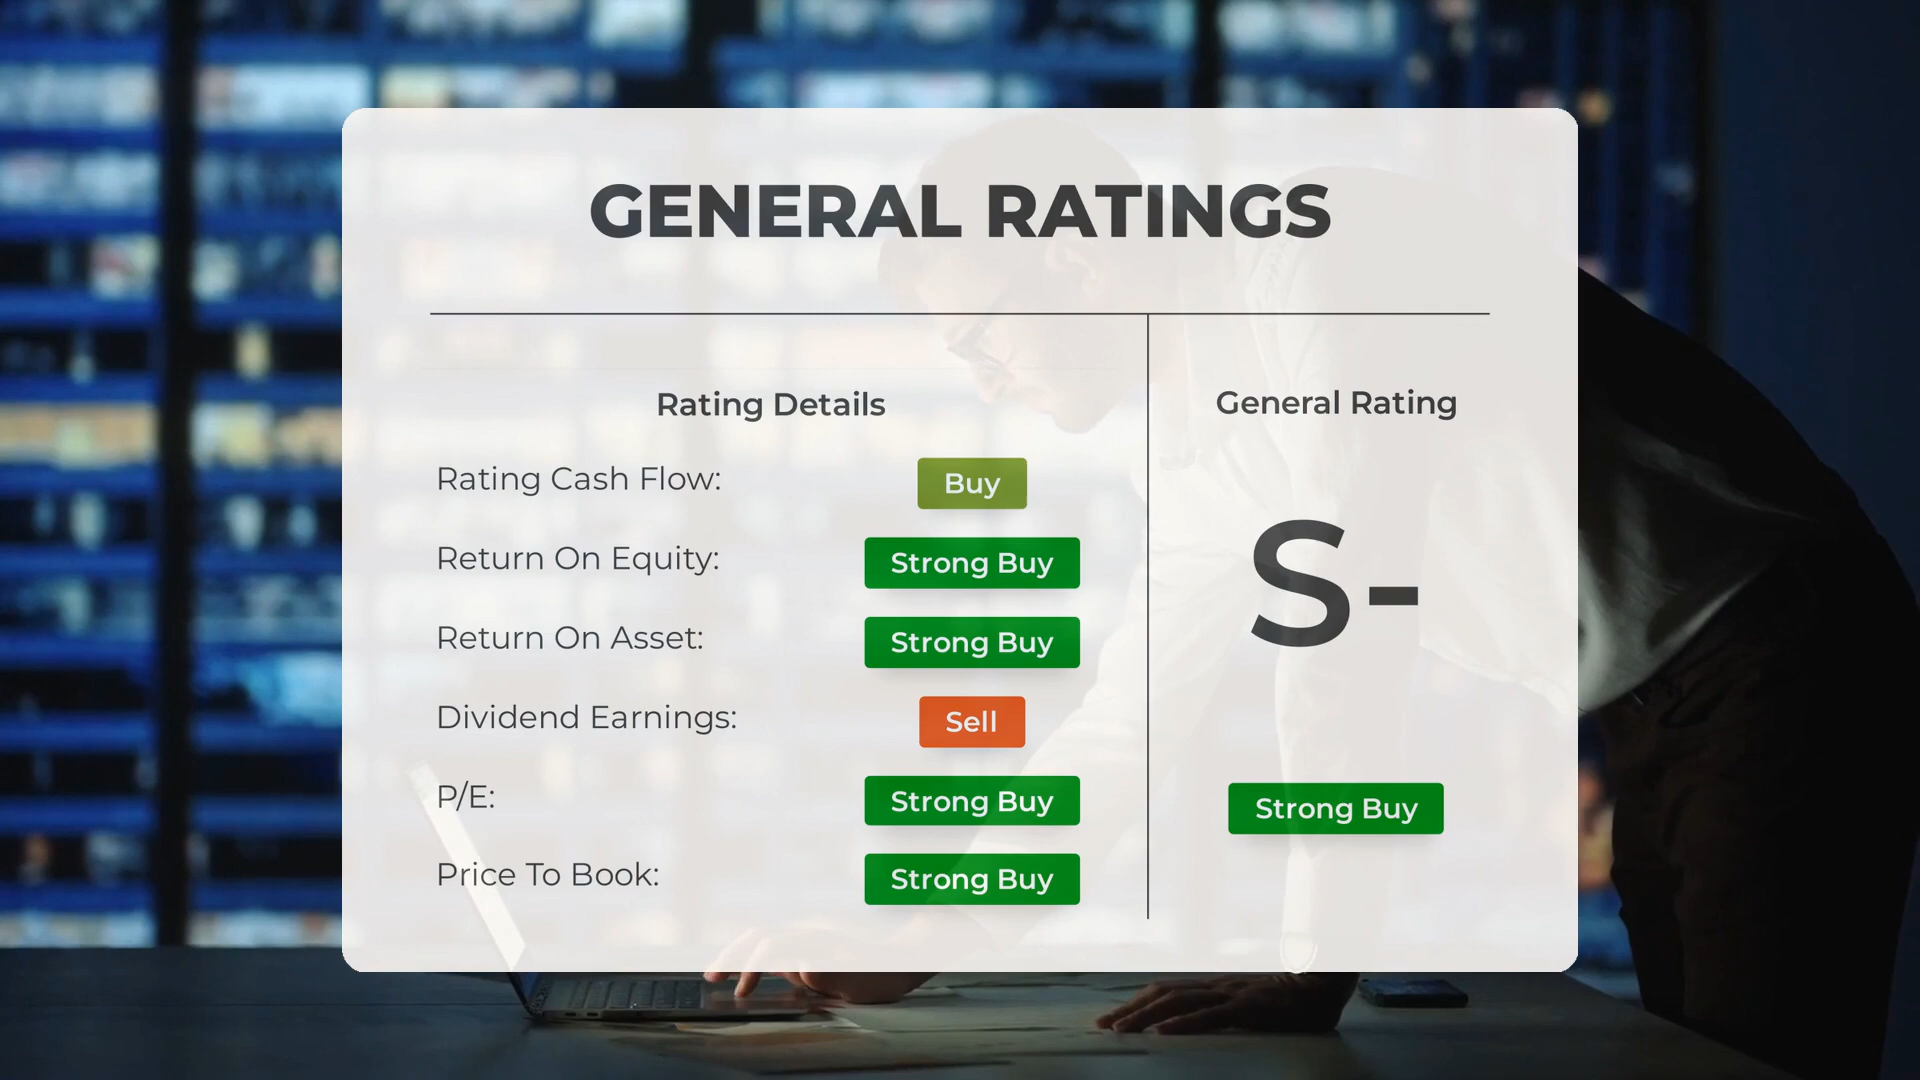 GENERAL RATINGS
Rating Details
Rating Cash Flow: Buy
Return On Equity: Strong Buy
Return On Asset: Strong Buy
Dividend Earnings: Sell
P/E: Strong Buy
Price To Book: Strong Buy
General Rating
S-
Strong Buy